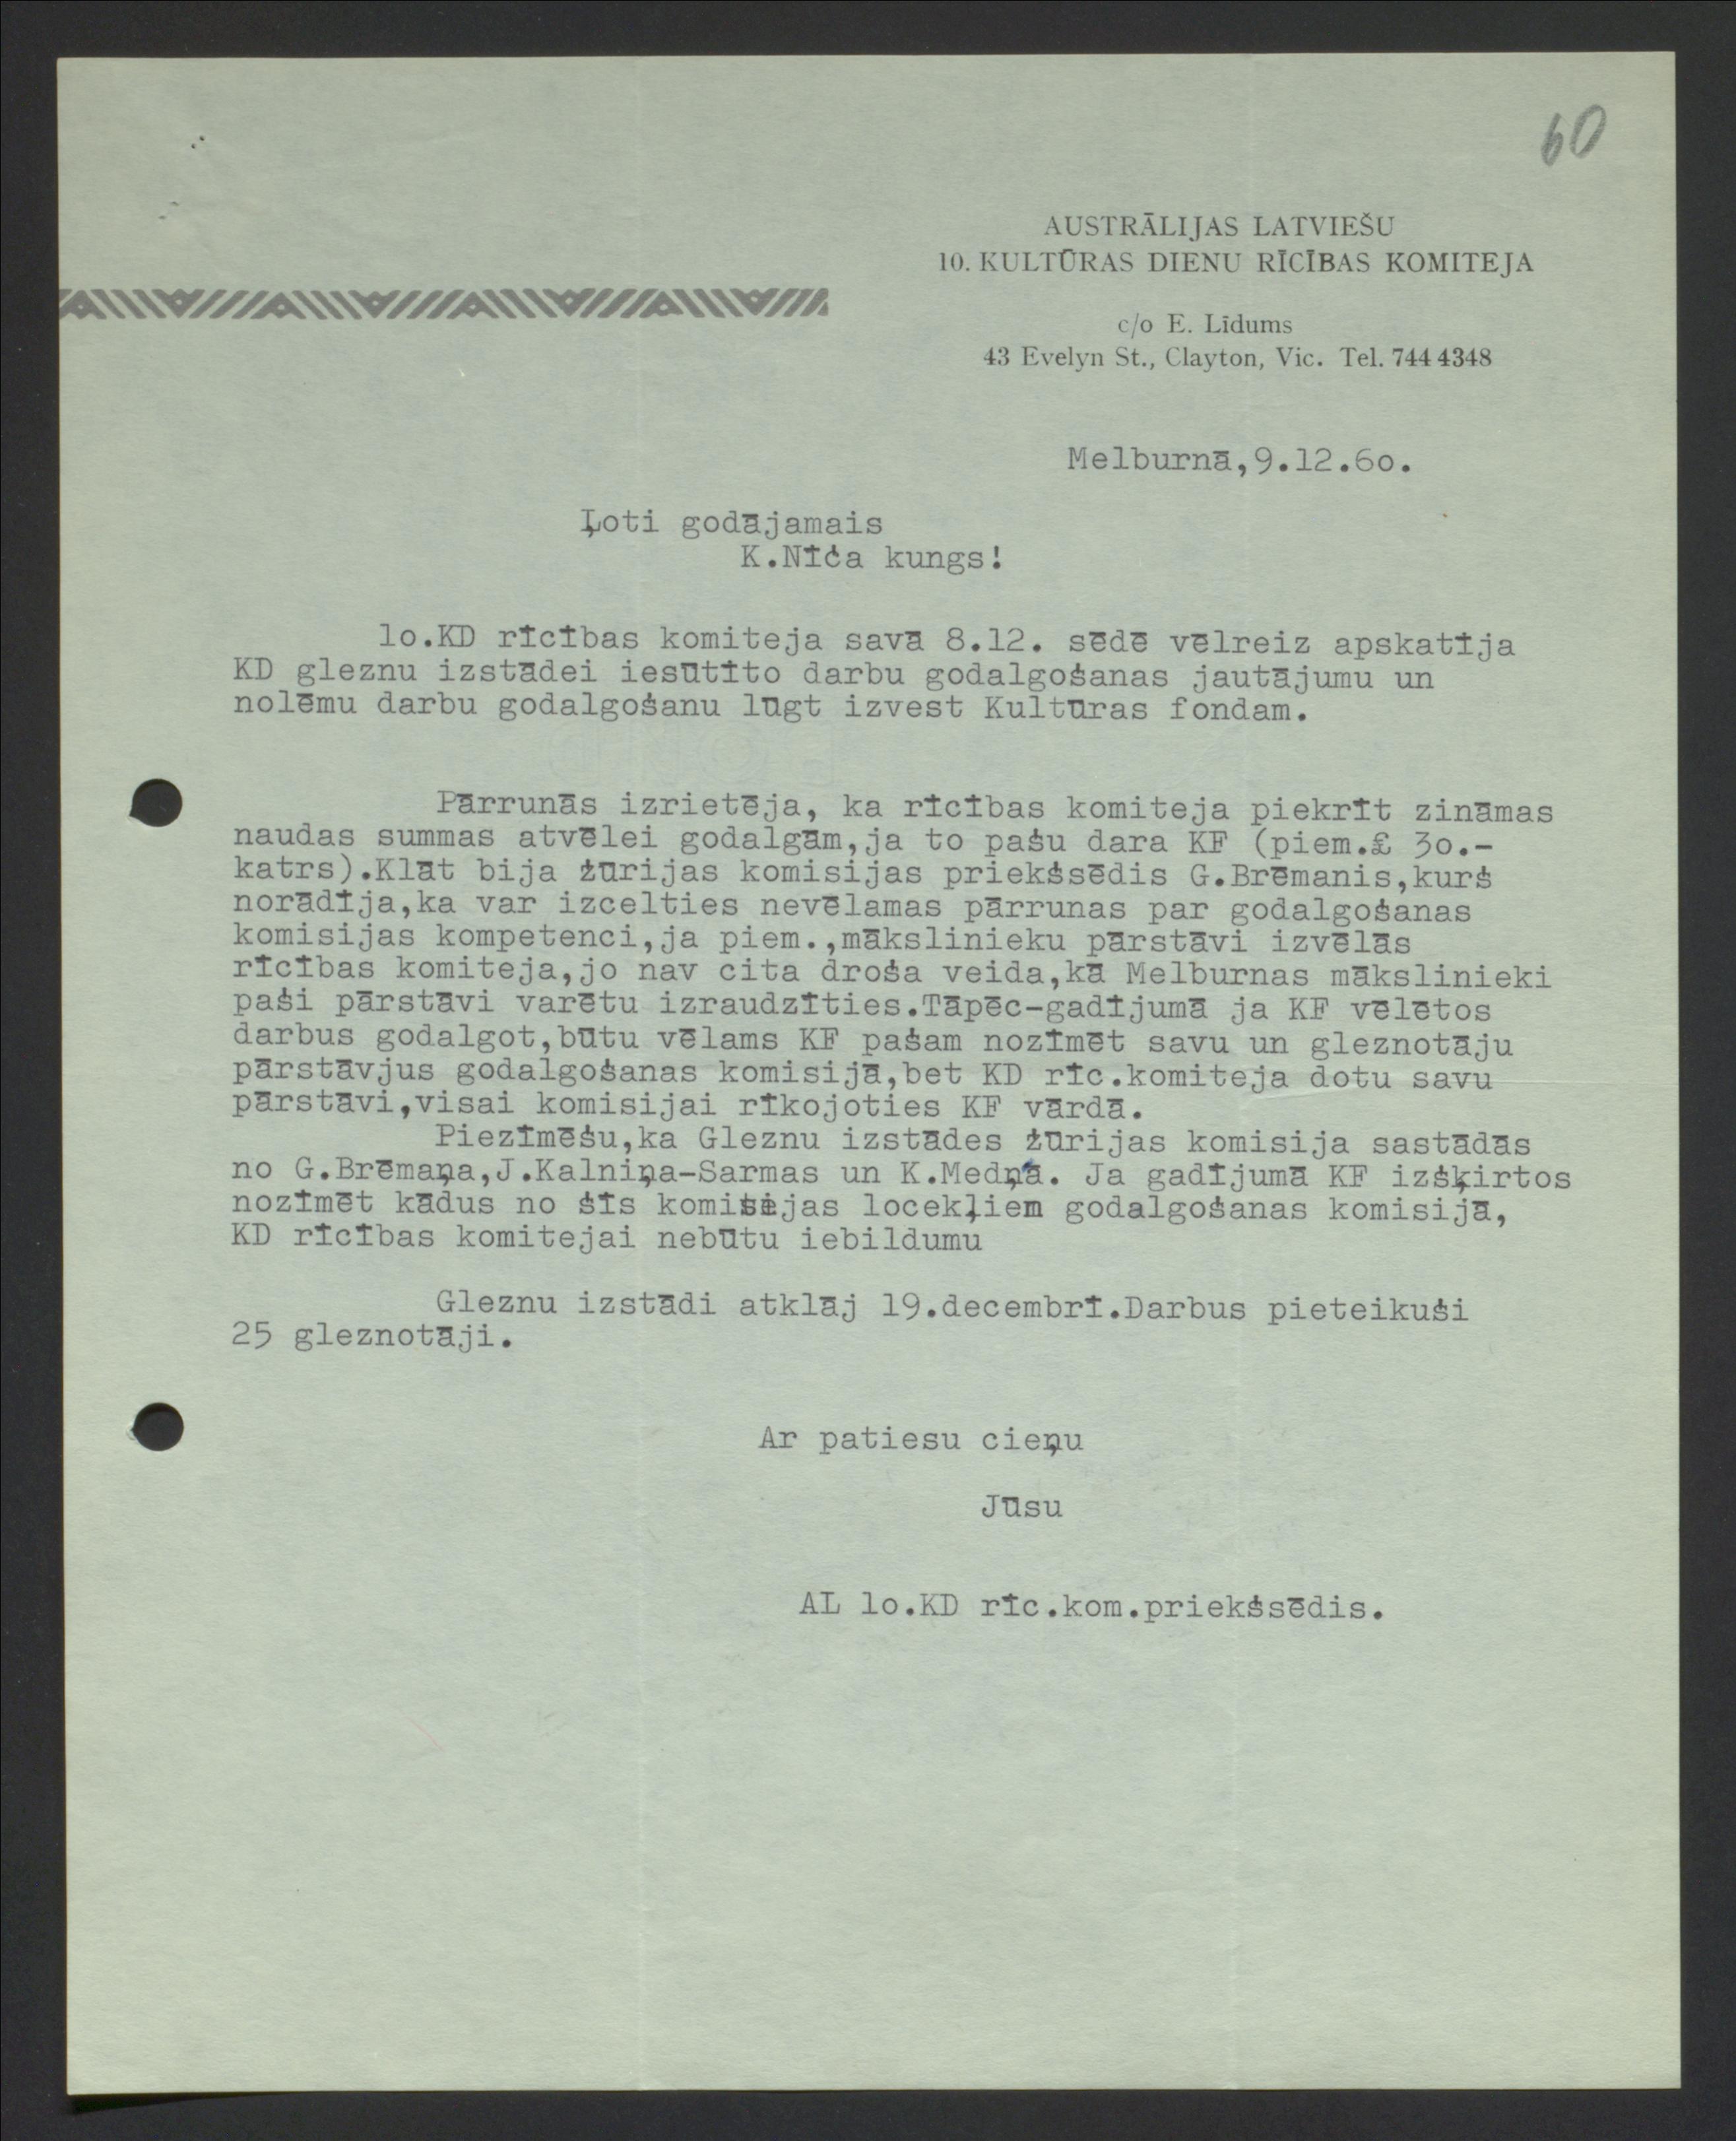 60
AUSTRĀLIJAS LATVIEŠU
10. KULTŪRAS DIENU RĪCĪBAS KOMITEJA
c/o E. Līdums
43 Evelyn St., Clayton, Vic. Tel. 744 4348
Melburnā,9.12.6o.
Ļoti godājamais
K.Nīča kungs!
lo.KD rīcības komiteja savā 8.12. sēdē vēlreiz apskatīja
KD gleznu izstādei iesūtīto darbu godalgošanas jautājumu un
nolēmu darbu godalgošanu lūgt izvest Kultūras fondam.
Pārrunās izrietēja, ka rīcības komiteja piekrīt zināmas
naudas summas atvēlei godalgām,ja to pašu dara KF (piem.£ 3o.-
katrs).Klāt bija žūrijas komisijas priekšsēdis G.Brēmanis,kurš
norādīja,ka var izcelties nevēlamas pārrunas par godalgošanas
komisijas kompetenci,ja piem.,mākslinieku pārstāvi izvēlās
rīcības komiteja,jo nav cita droša veida,kā Melburnas mākslinieki
paši pārstāvi varētu izraudzīties.Tāpēc-gadījumā ja KF vēlētos
darbus godalgot,būtu vēlams KF pašam nozīmēt savu un gleznotāju
pārstāvjus godalgošanas komisijā,bet KD rīc.komiteja dotu savu
pārstāvi,visai komisijai rīkojoties KF vārdā.
Piezīmēšu,ka Gleznu izstādes žūrijas komisija sastādās
no G.Brēmaņa,J.Kalniņa-Sarmas un K.Medņa. Ja gadījumā KF izšķirtos
nozīmēt kādus no šīs komisijas locekļiem godalgošanas komisijā,
KD rīcības komitejai nebūtu iebildumu
Gleznu izstādi atklāj 19.decembrī.Darbus pieteikuši
25 gleznotāji.
Ar patiesu cieņu
Jūsu
AL lo.KD rīc.kom.priekšsēdis.